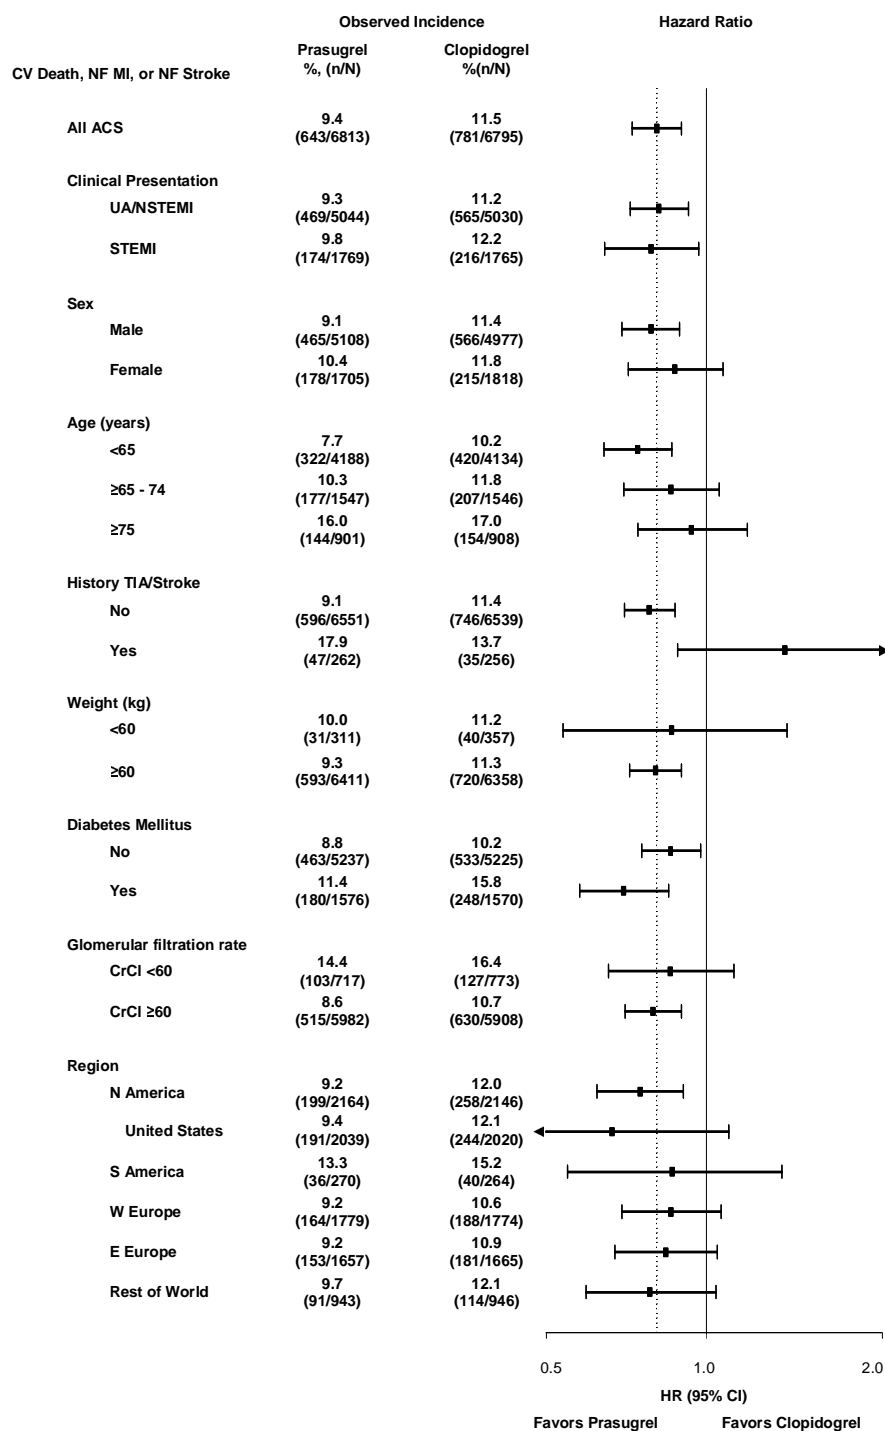 Observed Incidence Hazard Ratio
Prasugrel Clopidogrel
%, (n/N) %(n/N)
CV Death, NF MI, or NF Stroke
All ACS 9.4 11.5
(643/6813) (781/6795)
Clinical Presentation
UA/NSTEMI 9.3 11.2
(469/5044) (565/5030)
STEMI 9.8 12.2
(174/1769) (216/1765)
Sex
Male 9.1 11.4
(465/5108) (566/4977)
Female 10.4 11.8
(178/1705) (215/1818)
Age (years)
<65 7.7 10.2
(322/4188) (420/4134)
≥65 - 74 10.3 11.8
(177/1547) (207/1546)
≥75 16.0 17.0
(144/901) (154/908)
History TIA/Stroke
No 9.1 11.4
(596/6551) (746/6539)
Yes 17.9 13.7
(47/262) (35/256)
Weight (kg)
<60 10.0 11.2
(31/311) (40/357)
≥60 9.3 11.3
(593/6411) (720/6358)
Diabetes Mellitus
No 8.8 10.2
(463/5237) (533/5225)
Yes 11.4 15.8
(180/1576) (248/1570)
Glomerular filtration rate
CrCl <60 14.4 16.4
(103/717) (127/773)
CrCl ≥60 8.6 10.7
(515/5982) (630/5908)
Region
N America 9.2 12.0
(199/2164) (258/2146)
United States 9.4 12.1
(191/2039) (244/2020)
S America 13.3 15.2
(36/270) (40/264)
W Europe 9.2 10.6
(164/1779) (188/1774)
E Europe 9.2 10.9
(153/1657) (181/1665)
Rest of World 9.7 12.1
(91/943) (114/946)
0.5 1.0 2.0
HR (95% CI)
Favors Prasugrel Favors Clopidogrel